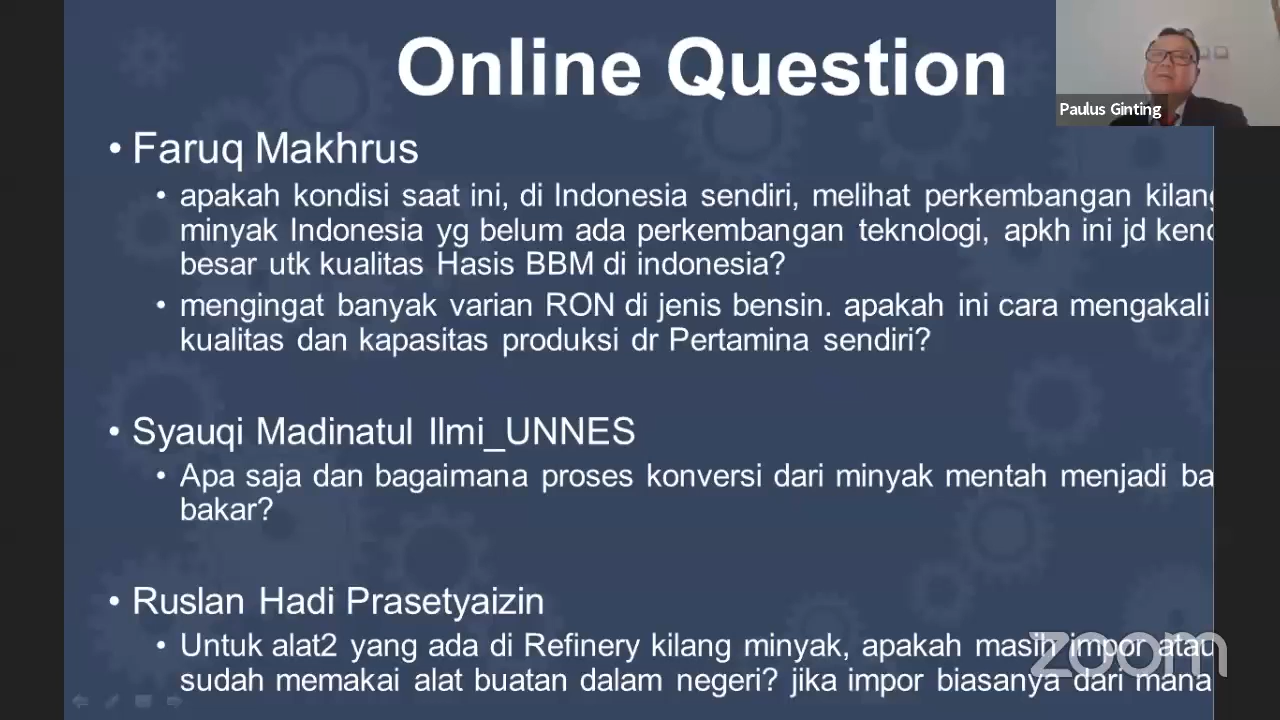 Online Question
Paulus Ginting
• Faruq Makhrus
• apakah kondisi saat ini, di Indonesia sendiri, melihat perkembangan kilang
minyak Indonesia yg belum ada perkembangan teknologi, apkh ini jd
besar utk kualitas Hasis BBM di indonesia?
• mengingat banyak varian RON di jenis bensin. apakah ini cara mengakali
kualitas dan kapasitas produksi dr Pertamina sendiri?
• Syauqi Madinatul Ilmi_UNNES
• Apa saja dan bagaimana proses konversi dari minyak mentah menjadi
bakar?
• Ruslan Hadi Prasetyaizin
• Untuk alat2 yang ada di Refinery kilang minyak, apakah masih impor atau
sudah memakai alat buatan dalam negeri? jika impor biasanya dari mana
zoom